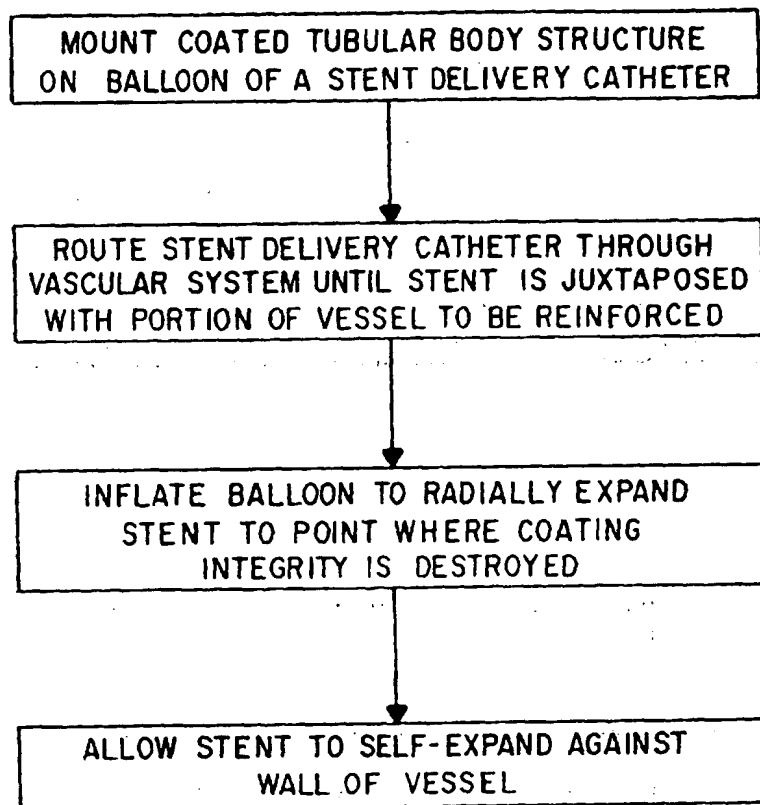 MOUNT COATED TUBULAR BODY STRUCTURE
ON BALLOON OF A STENT DELIVERY CATHETER
ROUTE STENT DELIVERY CATHETER THROUGH
VASCULAR SYSTEM UNTIL STENT IS JUXTAPOSED
WITH PORTION OF VESSEL TO BE REINFORCED
INFLATE BALLOON TO RADIALLY EXPAND
STENT TO POINT WHERE COATING
INTEGRITY IS DESTROYED
ALLOW STENT TO SELF-EXPAND AGAINST
WALL OF VESSEL